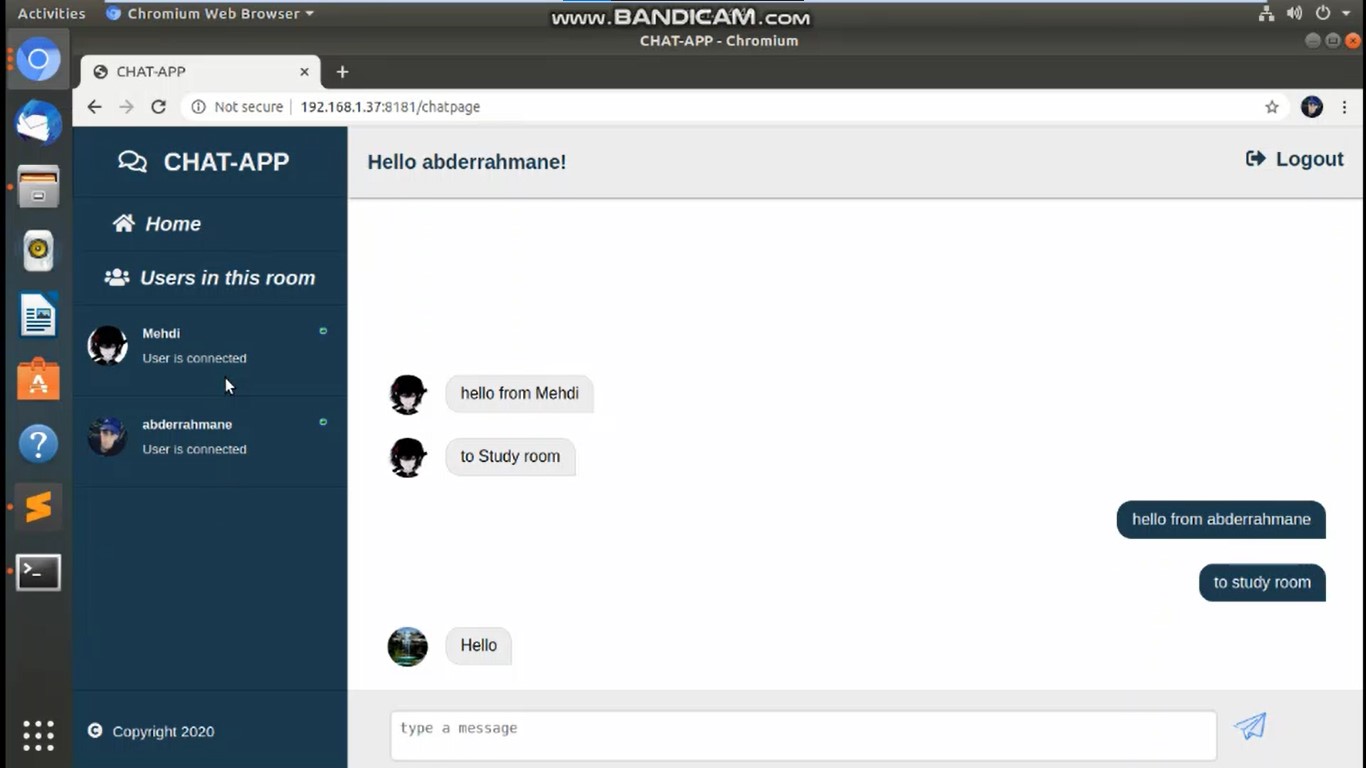 Activities
Chromium Web Browser
www.BANDICAM.com
CHAT-APP - Chromium
CHAT-APP
Not secure
192.168.1.37:8181/chatpage
CHAT-APP
Hello abderrahmane!
Logout
Home
Users in this room
Mehdi
User is connected
abderrahmane
User is connected
hello from Mehdi
to Study room
hello from abderrahmane
to study room
Hello
Copyright 2020
type a message